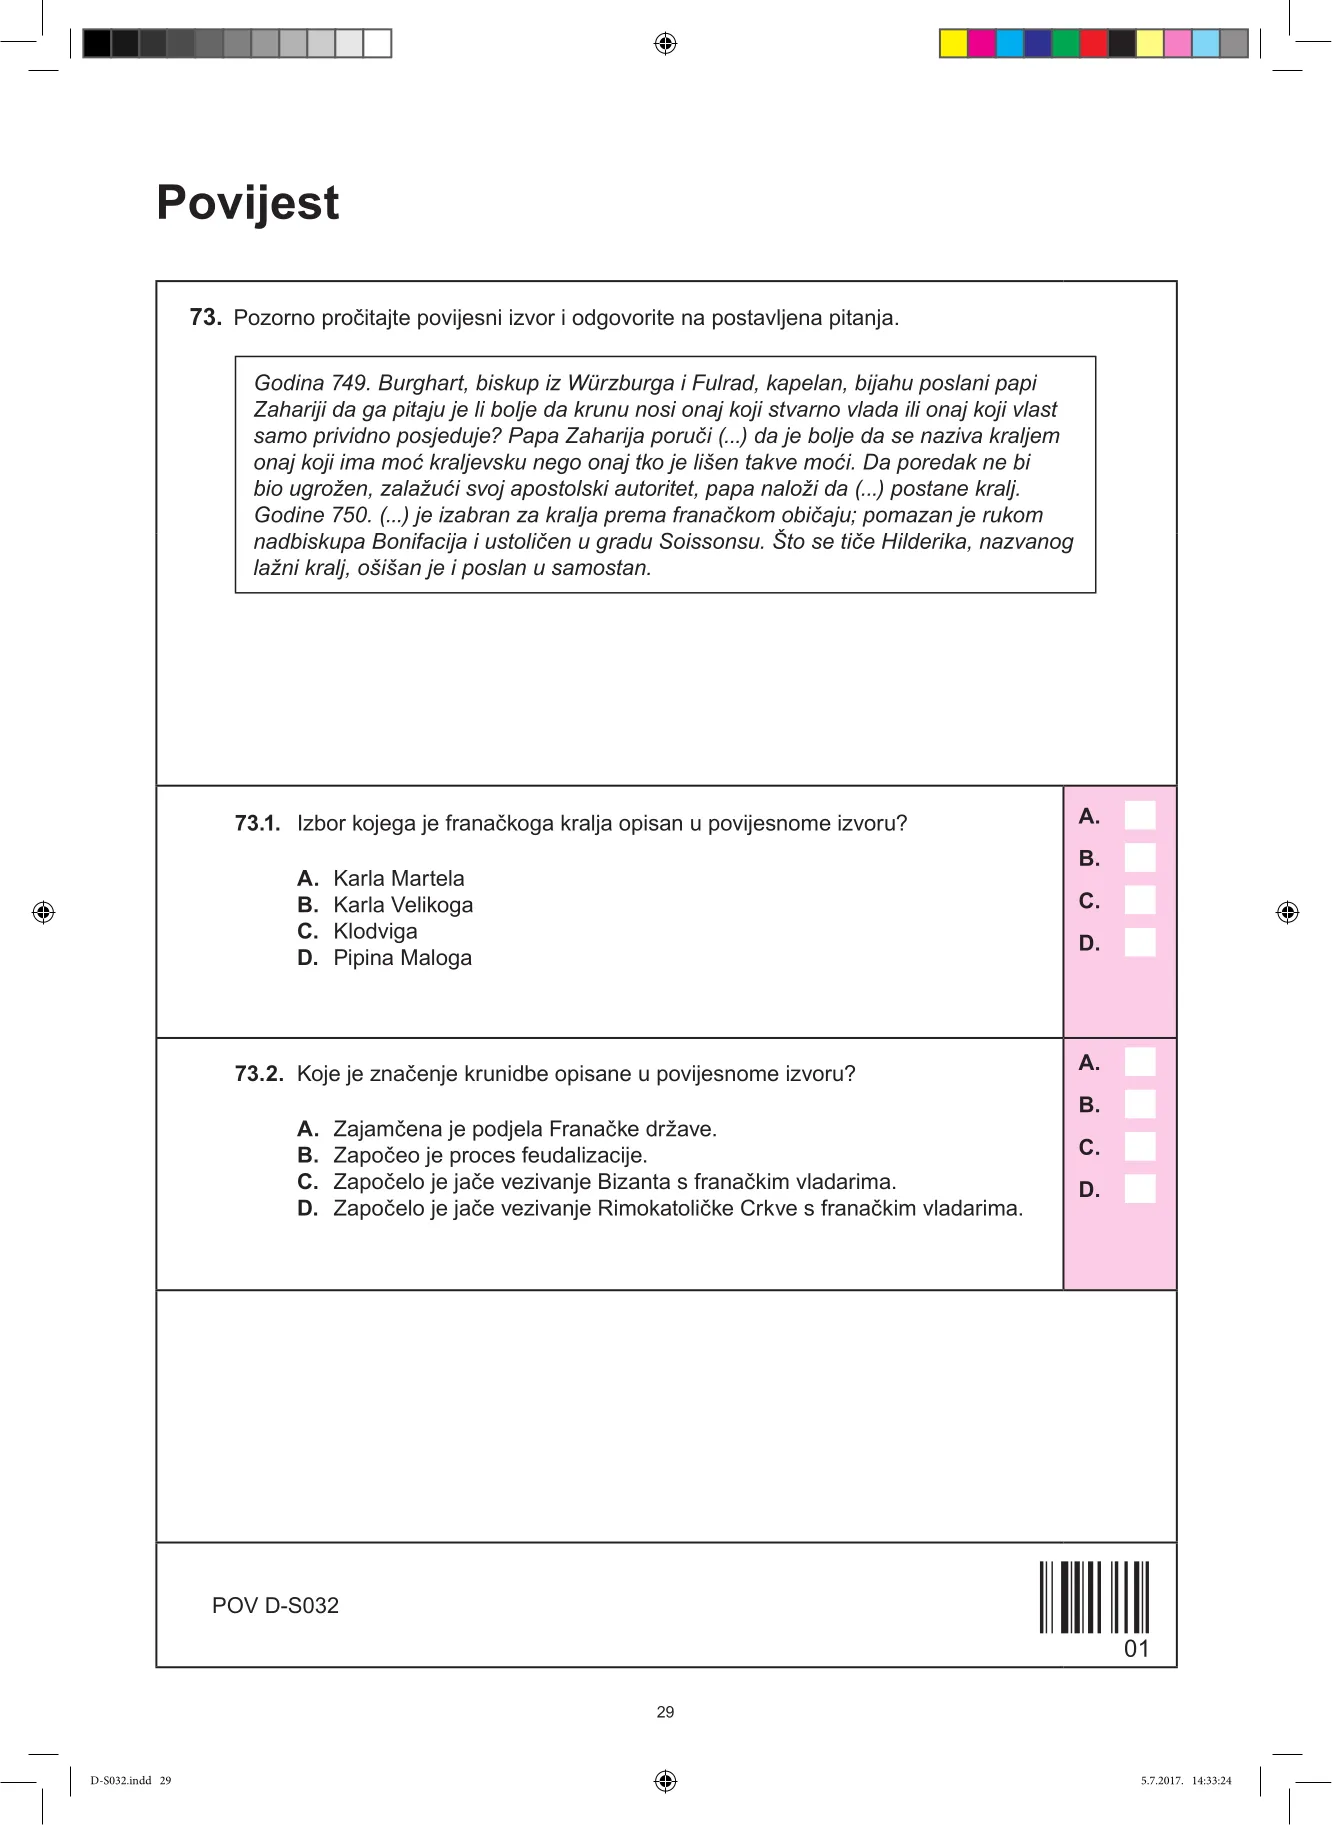 Povijest
73. Pozorno pročitajte povijesni izvor i odgovorite na postavljena pitanja.
Godina 749. Burghart, biskup iz Würzburga i Fulrad, kapelan, bijahu poslani papi
Zahariji da ga pitaju je li bolje da krunu nosi onaj koji stvarno vlada ili onaj koji vlast
samo prividno posjeduje? Papa Zaharija poruči (...) da je bolje da se naziva kraljem
onaj koji ima moć kraljevsku nego onaj tko je lišen takve moći. Da poredak ne bi
bio ugrožen, zalažući svoj apostolski autoritet, papa naloži da (...) postane kralj.
Godine 750. (...) je izabran za kralja prema franačkom običaju; pomazan je rukom
nadbiskupa Bonifacija i ustoličen u gradu Soissonsu. Što se tiče Hilderika, nazvanog
lažni kralj, ošišan je i poslan u samostan.
73.1. Izbor kojega je franačkoga kralja opisan u povijesnome izvoru?
A. Karla Martela
B. Karla Velikoga
C. Klodviga
D. Pipina Maloga
A.
B.
C.
D.
73.2. Koje je značenje krunidbe opisane u povijesnome izvoru?
A. Zajamčena je podjela Franačke države.
B. Započeo je proces feudalizacije.
C. Započelo je jače vezivanje Bizanta s franačkim vladarima.
D. Započelo je jače vezivanje Rimokatoličke Crkve s franačkim vladarima.
A.
B.
C.
D.
POV D-S032
01
29
D-S032.indd 29
5.7.2017. 14:33:24